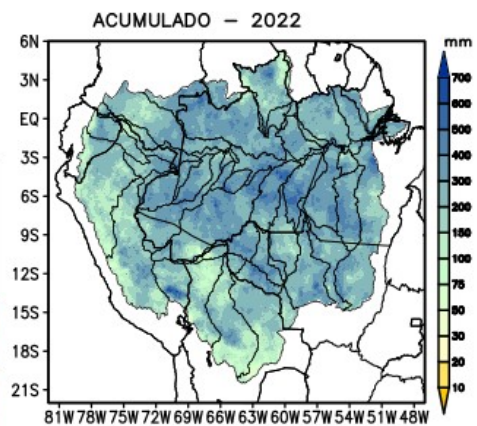 ACUMULADO – 2022
mm
6N
3N
EQ
3S
6S
9S
12S
15S
18S
21S
700
600
500
400
300
200
150
100
75
50
30
20
10
81W 78W 75W 72W 69W 66W 63W 60W 57W 54W 51W 48W